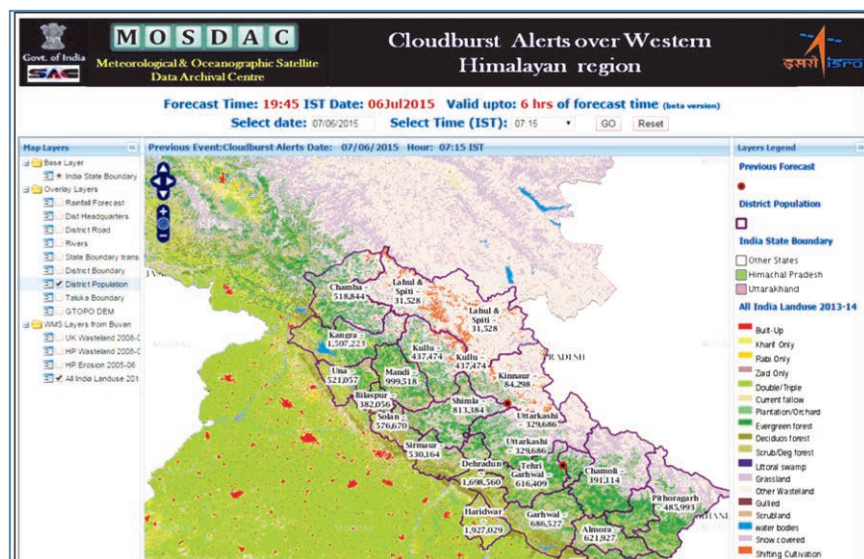 Govt. of India
SAC
MOSDAC
Meteorological & Oceanographic Satellite
Data Archival Centre
Cloudburst Alerts over Western
Himalayan region
इसरो isro
Forecast Time: 19:45 IST Date: 06Jul2015 Valid upto: 6 hrs of forecast time (beta version)
Select date: 07/06/2015 Select Time (IST): 07:15 GO Reset
Map Layers
Base Layer
India State Boundary
Overlay Layers
Rainfall Forecast
Dist Headquarters
District Road
Rivers
State Boundary trans.
District Boundary
District Population
Taluka Boundary
GTOPO DEM
WMS Layers from Buvan
UK Wasteland 2008-0
HP Wasteland 2008-0
HP Erosion 2005-06
All India Landuse 201
Previous Event:Cloudburst Alerts Date: 07/06/2015 Hour: 07:15 IST
Chamba -
518,844
Lahul &
Spiti -
31,528
Lahul &
Spiti -
31,528
Kangra -
1,507,223
Kullu -
437,474
Kullu -
437,474
Kinnaur -
84,298
Una -
521,057
Mandi -
999,518
Bilaspur -
382,056
Shimla -
813,384
Solan -
576,670
Uttarkashi -
329,686
Sirmaur -
530,164
Uttarkashi -
329,686
Dehradun -
1,698,560
Tehri
Garhwal -
616,409
Chamoli -
391,114
Pithoragarh
- 485,993
Haridwar -
1,927,029
Garhwal -
686,527
Almora -
621,927
Layers Legend
Previous Forecast
District Population
India State Boundary
Other States
Himachal Pradesh
Uttarakhand
All India Landuse 2013-14
Built-Up
Kharif Only
Rabi Only
Zaid Only
Double/Triple
Current fallow
Plantation/Orchard
Evergreen forest
Deciduos forest
Scrub/Deg forest
Littoral swamp
Grassland
Other Wasteland
Gullied
Scrubland
water bodies
Snow covered
Shifting Cultivation